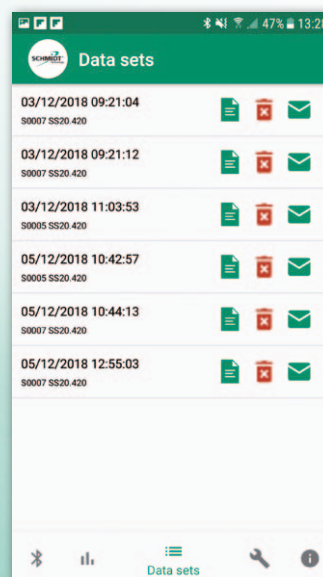 47% 13:28
SCHMIDT Data sets
03/12/2018 09:21:04
S0007 SS20.420
03/12/2018 09:21:12
S0007 SS20.420
03/12/2018 11:03:53
S0005 SS20.420
05/12/2018 10:42:57
S0005 SS20.420
05/12/2018 10:44:13
S0007 SS20.420
05/12/2018 12:55:03
S0007 SS20.420
Data sets